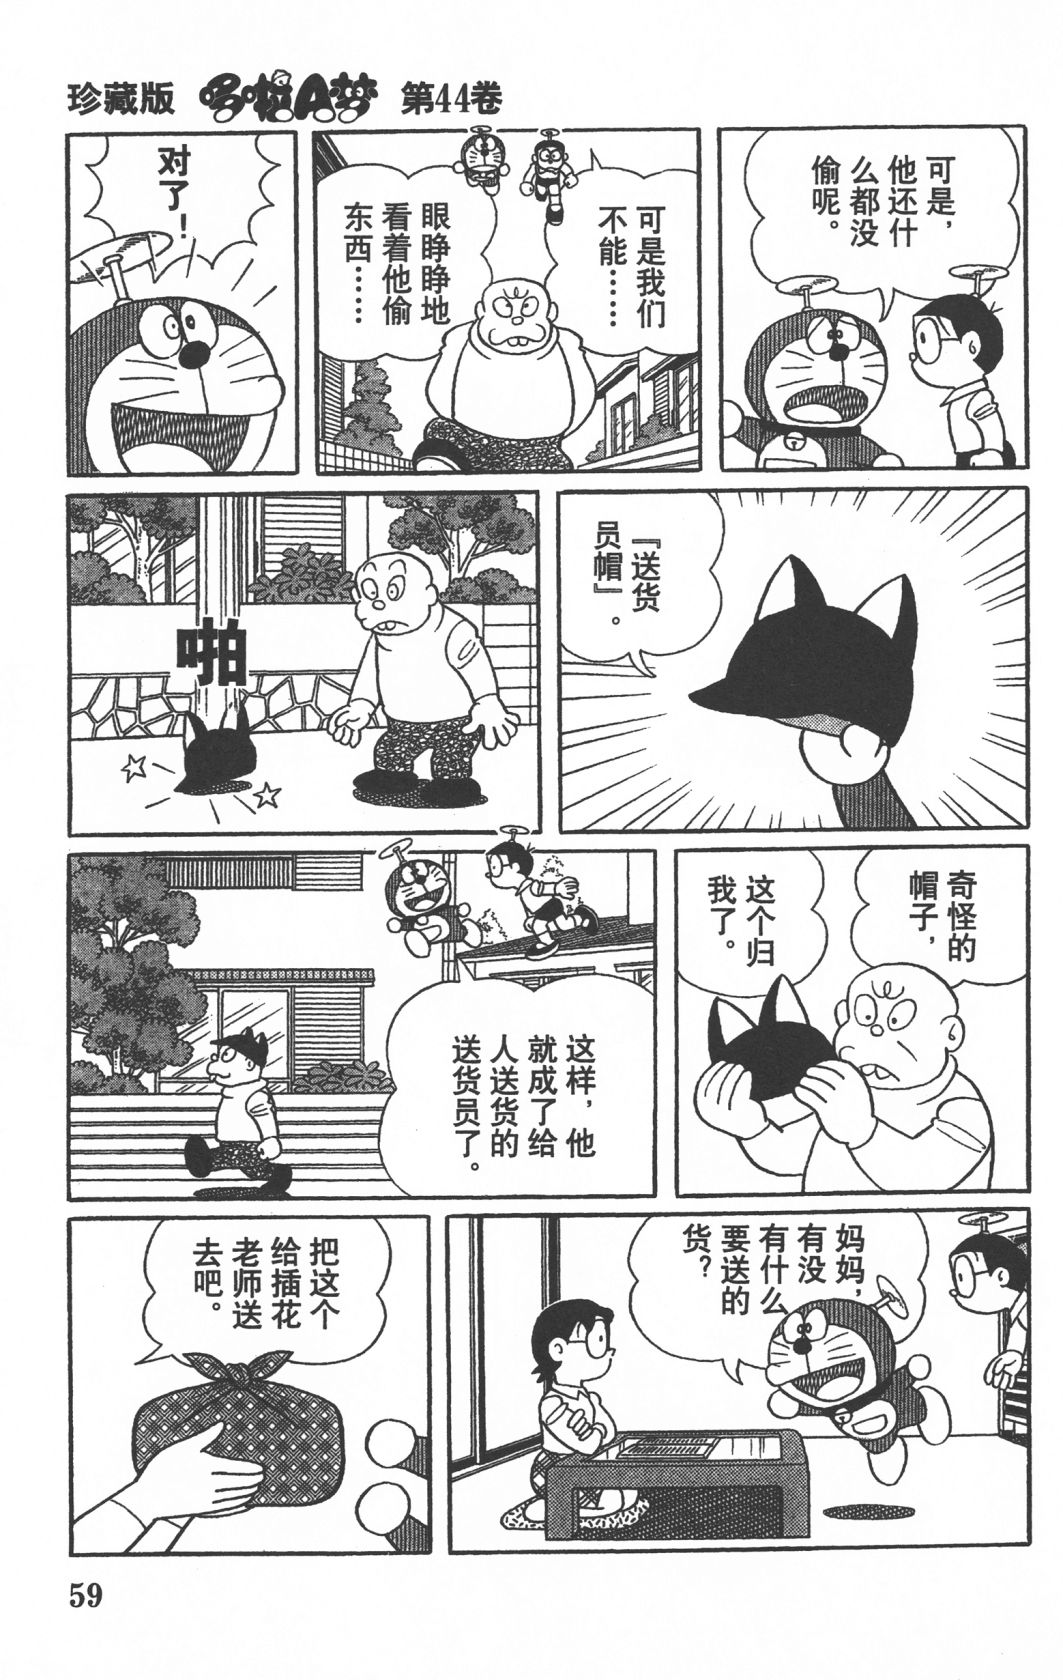 珍藏版 哆啦A梦 第44卷
可是，
他还什
么都没
偷呢。
可是我们
不能……
眼睁睁地
看着他偷
东西……
对
了！
『送货
员帽』。
啪
奇怪的
帽子，
这个归
我了。
这样，他
就成了给
人送货的
送货员了。
妈妈，
有没
有什么
要送的
货？
把这个
给插花
老师送
去吧。
59